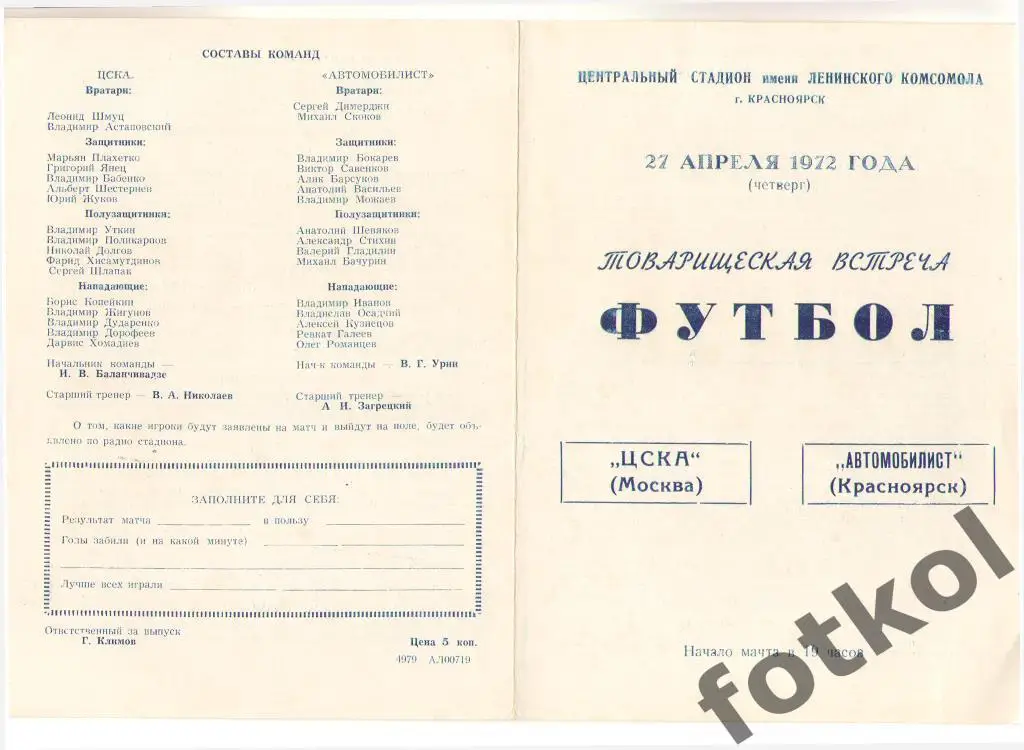 СОСТАВЫ КОМАНД
ЦСКА
Вратари:
Леонид Шмуц
Владимир Астаповский
Защитники:
Марьян Плахетко
Григорий Янец
Владимир Бабенко
Альберт Шестернев
Юрий Жуков
Полузащитники:
Владимир Уткин
Владимир Поликарпов
Николай Долгов
Фарид Хисамутдинов
Сергей Шлапак
Нападающие:
Борис Копейкин
Владимир Жигунов
Владимир Дударенко
Владимир Дорофеев
Дарвис Хомадиев
Начальник команды —
И. В. Баланчивадзе
Старший тренер — В. А. Николаев
«АВТОМОБИЛИСТ»
Вратари:
Сергей Димерджи
Михаил Скоков
Защитники:
Владимир Бокарев
Виктор Савенков
Алик Барсуков
Анатолий Васильев
Владимир Можаев
Полузащитники:
Анатолий Шевяков
Александр Стихин
Валерий Гладилин
Михаил Бачурин
Нападающие:
Владимир Иванов
Владислав Осадчий
Алексей Кузнецов
Ревкат Галеев
Олег Романцев
Нач-к команды — В. Г. Урин
Старший тренер —
А. И. Загрецкий
О том, какие игроки будут заявлены на матч и выйдут на поле, будет объ-
явлено по радио стадиона.
ЗАПОЛНИТЕ ДЛЯ СЕБЯ:
Результат матча в пользу
Голы забили (и на какой минуте)
Лучше всех играли
Ответственный за выпуск
Г. Климов
Цена 5 коп.
4979 АЛ00719
ЦЕНТРАЛЬНЫЙ СТАДИОН имени ЛЕНИНСКОГО КОМСОМОЛА
г. КРАСНОЯРСК
27 АПРЕЛЯ 1972 ГОДА
(четверг)
ТОВАРИЩЕСКАЯ ВСТРЕЧА
ФУТБОЛ
„ЦСКА"
(Москва)
„АВТОМОБИЛИСТ"
(Красноярск)
Начало мачта в 19 часов
fotkol